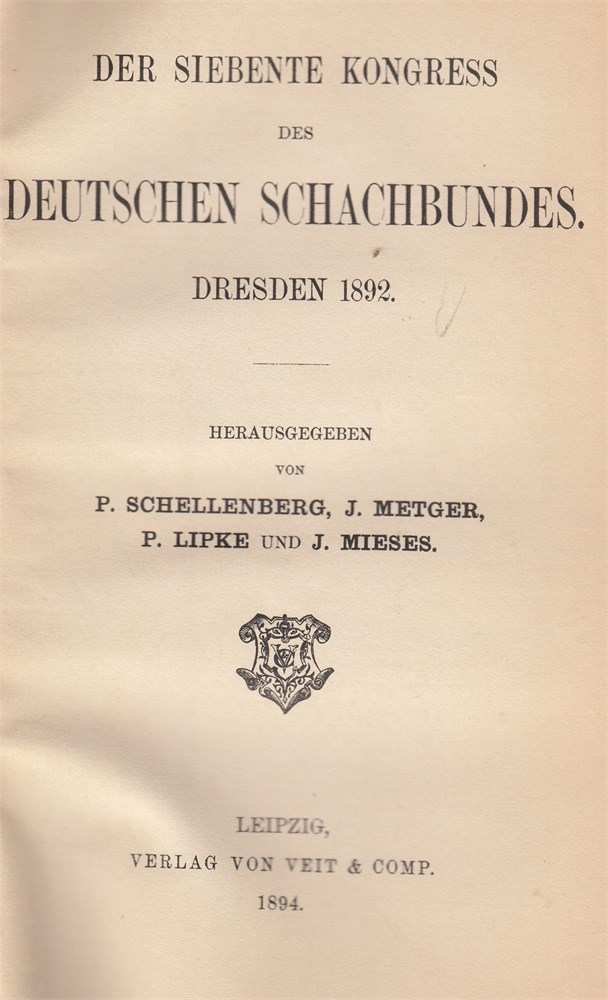 DER SIEBENTE KONGRESS
DES
DEUTSCHEN SCHACHBUNDES.
DRESDEN 1892.
HERAUSGEGEBEN
VON
P. SCHELLENBERG, J. METGER,
P. LIPKE UND J. MIESES.
LEIPZIG,
VERLAG VON VEIT & COMP.
1894.